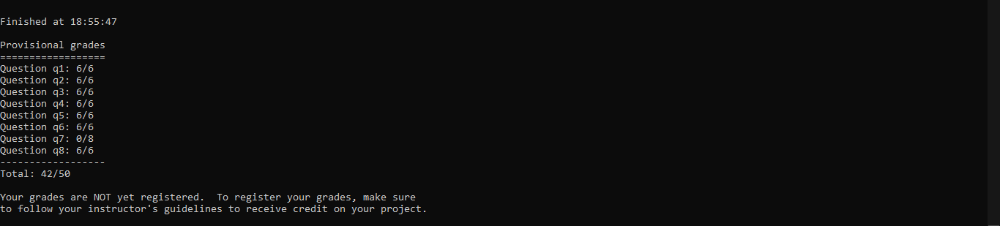 Finished at 18:55:47
Provisional grades
==================
Question q1: 6/6
Question q2: 6/6
Question q3: 6/6
Question q4: 6/6
Question q5: 6/6
Question q6: 6/6
Question q7: 0/8
Question q8: 6/6
------------------
Total: 42/50
Your grades are NOT yet registered.  To register your grades, make sure
to follow your instructor's guidelines to receive credit on your project.